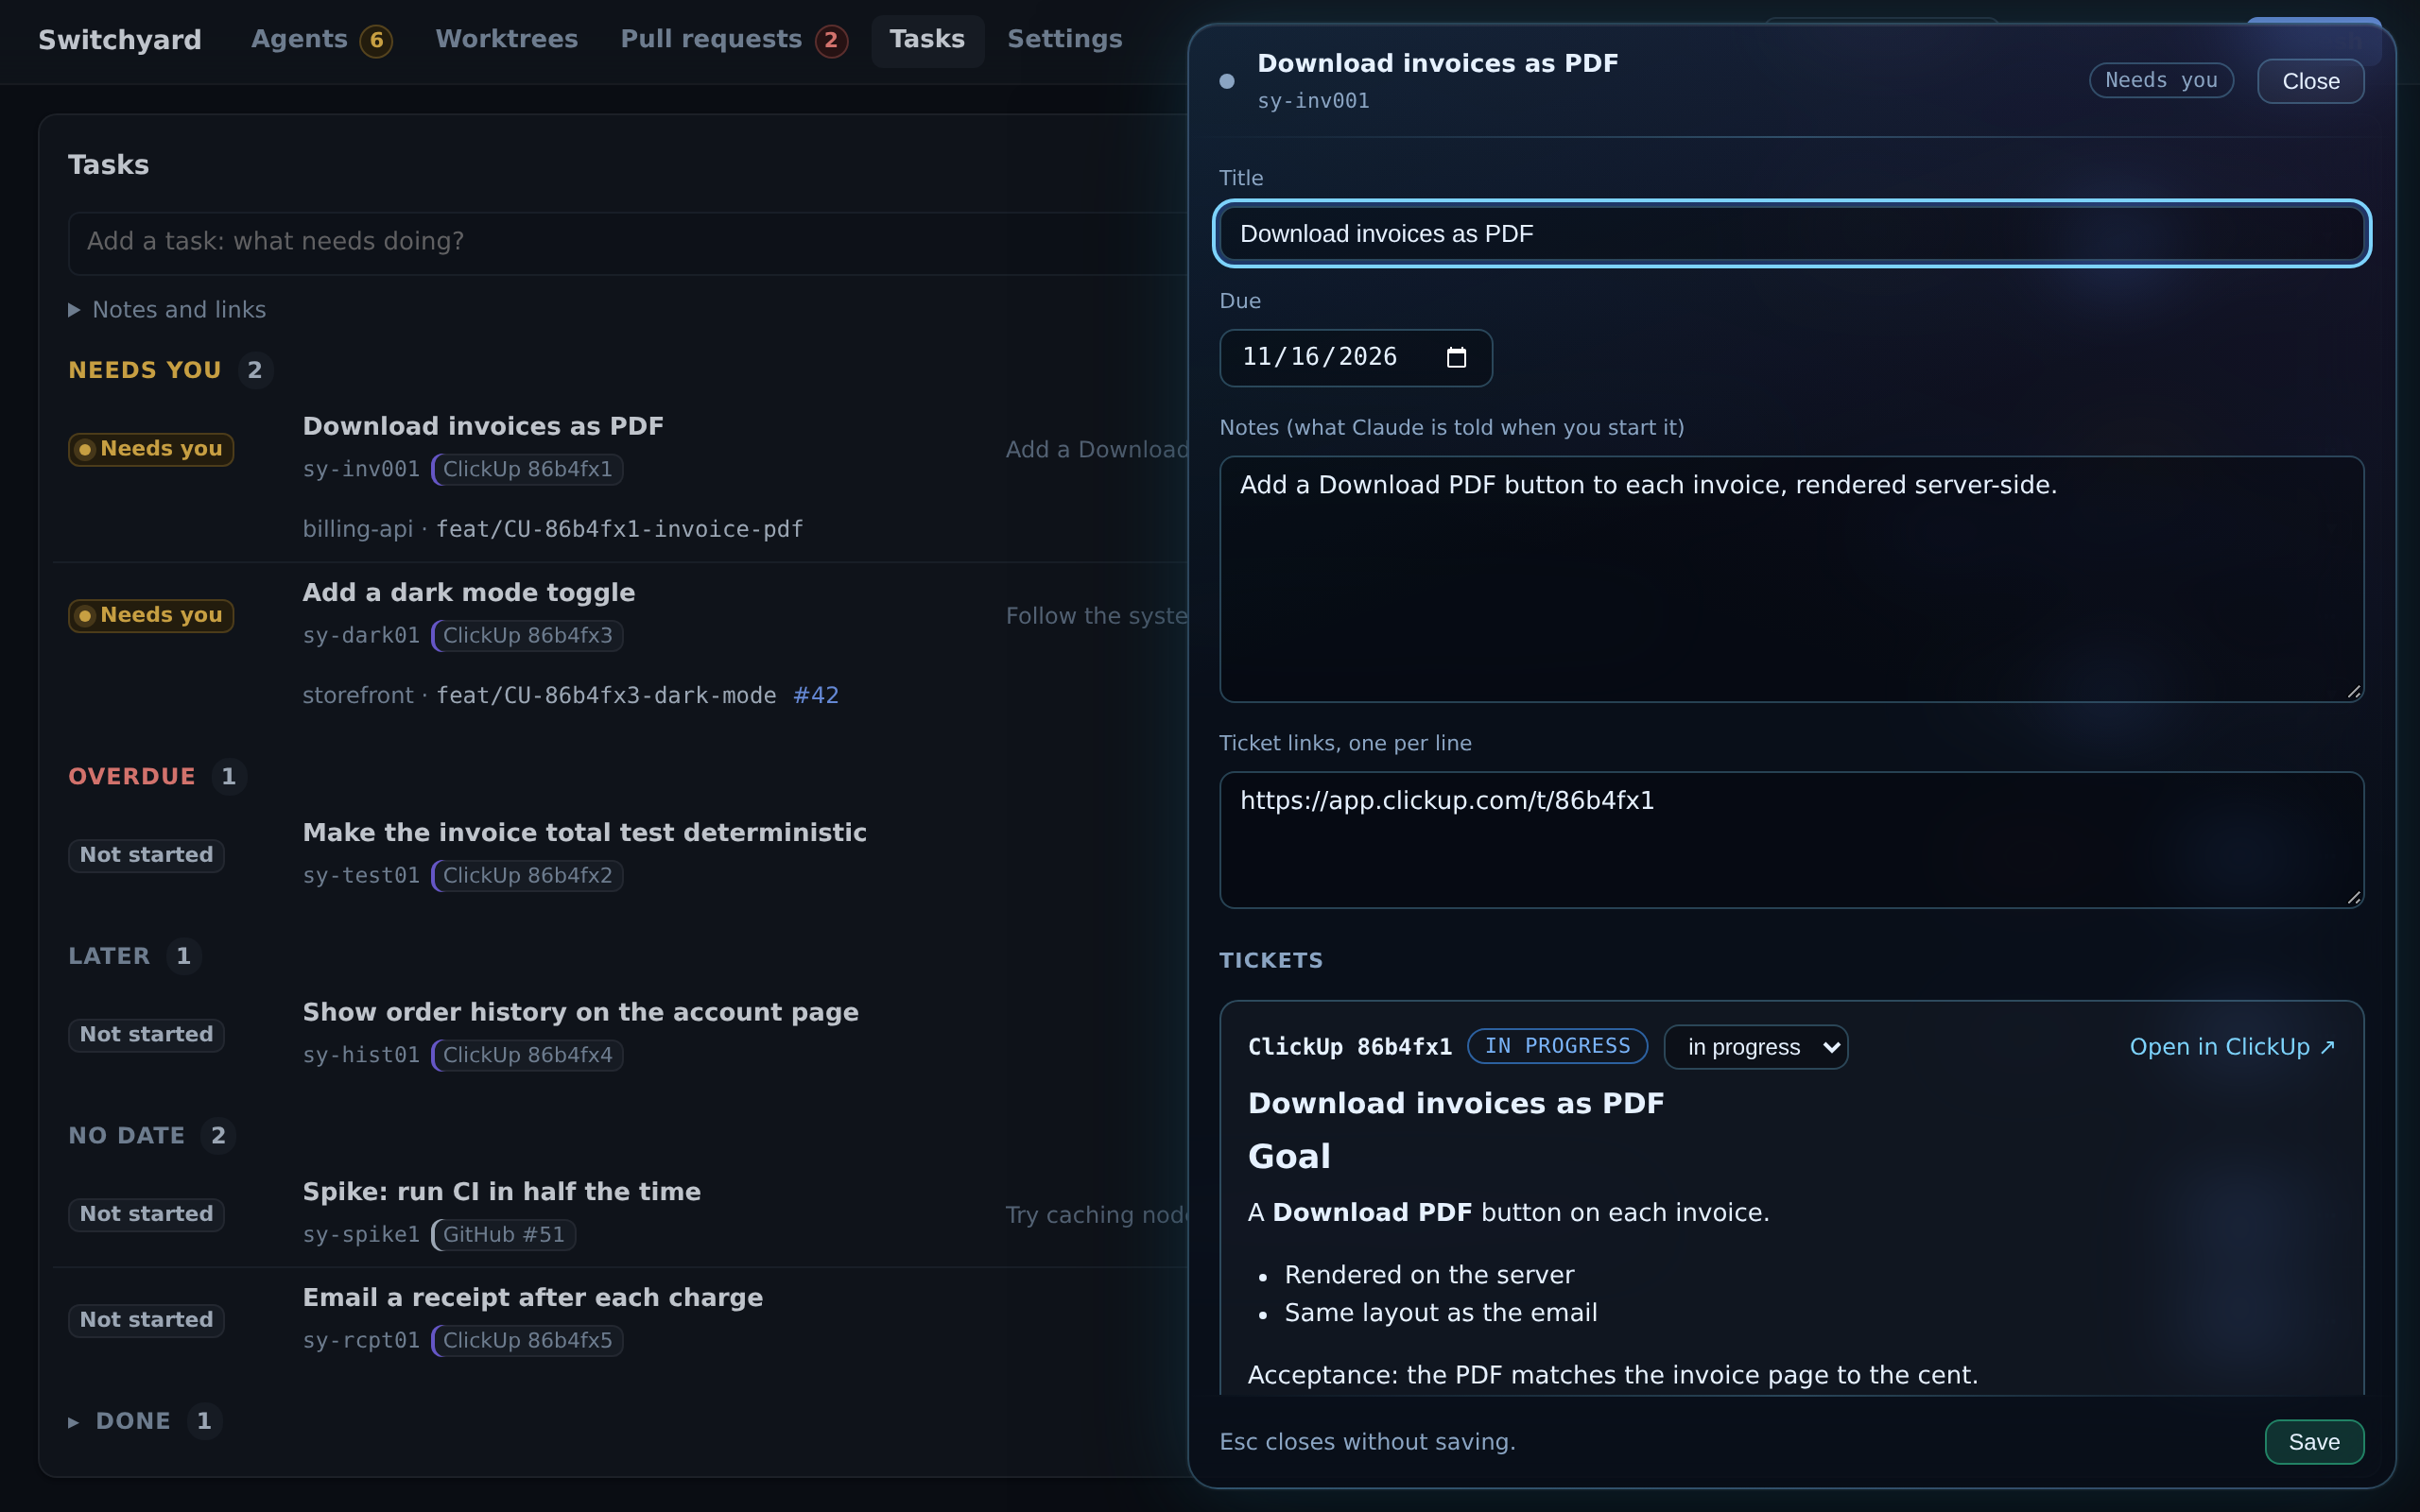 Switchyard Agents 6 Worktrees Pull requests 2 Tasks Settings
Tasks
Add a task: what needs doing?
▶ Notes and links
NEEDS YOU 2
Needs you
Download invoices as PDF
sy-inv001 ClickUp 86b4fx1
Add a Download
billing-api · feat/CU-86b4fx1-invoice-pdf
Needs you
Add a dark mode toggle
sy-dark01 ClickUp 86b4fx3
Follow the syste
storefront · feat/CU-86b4fx3-dark-mode #42
OVERDUE 1
Not started
Make the invoice total test deterministic
sy-test01 ClickUp 86b4fx2
LATER 1
Not started
Show order history on the account page
sy-hist01 ClickUp 86b4fx4
NO DATE 2
Not started
Spike: run CI in half the time
sy-spike1 GitHub #51
Try caching node
Not started
Email a receipt after each charge
sy-rcpt01 ClickUp 86b4fx5
▸ DONE 1
Download invoices as PDF
sy-inv001
Needs you
Close
Title
Download invoices as PDF
Due
11/16/2026
Notes (what Claude is told when you start it)
Add a Download PDF button to each invoice, rendered server-side.
Ticket links, one per line
https://app.clickup.com/t/86b4fx1
TICKETS
ClickUp 86b4fx1 IN PROGRESS in progress Open in ClickUp ↗
Download invoices as PDF
Goal
A Download PDF button on each invoice.
• Rendered on the server
• Same layout as the email
Acceptance: the PDF matches the invoice page to the cent.
Esc closes without saving.
Save